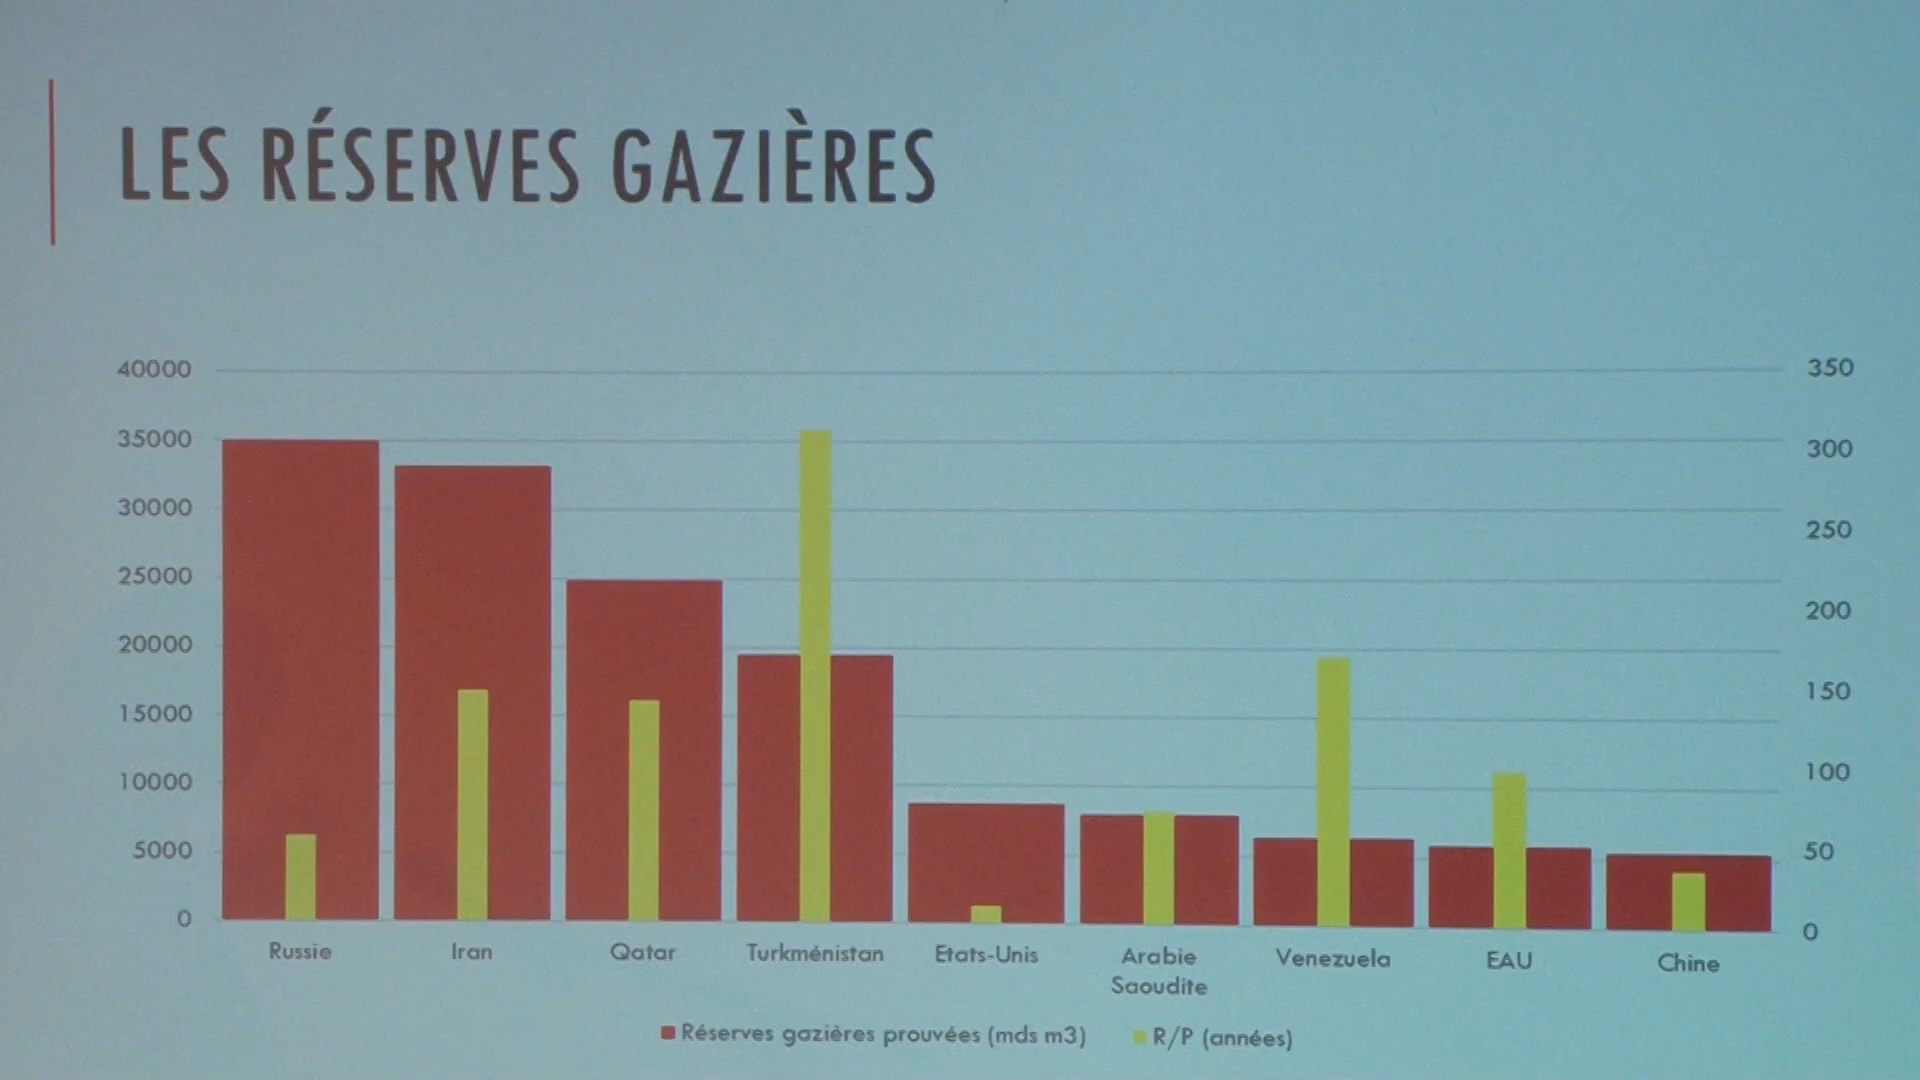 LES RÉSERVES GAZIÈRES
40000
35000
30000
25000
20000
15000
10000
5000
0
350
300
250
200
150
100
50
0
Russie
Iran
Qatar
Turkménistan
Etats-Unis
Arabie
Saoudite
Venezuela
EAU
Chine
Réserves gazières prouvées (mds m3)
R/P (années)